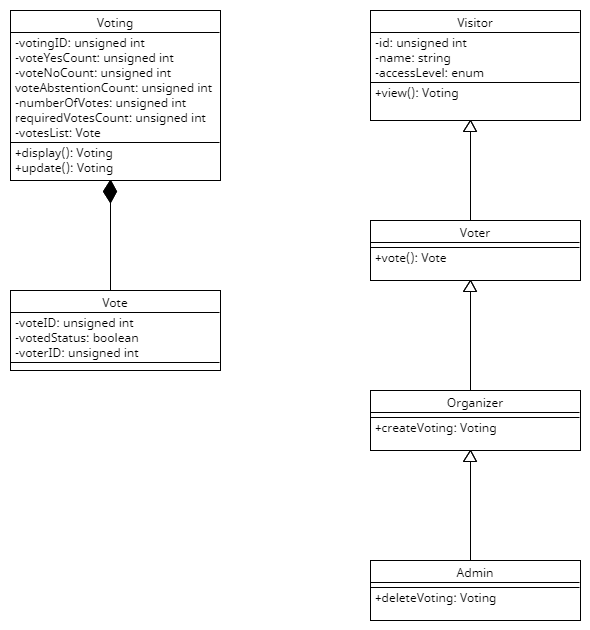 Voting
-votingID: unsigned int
-voteYesCount: unsigned int
-voteNoCount: unsigned int
voteAbstentionCount: unsigned int
-numberOfVotes: unsigned int
requiredVotesCount: unsigned int
-votesList: Vote
+display(): Voting
+update(): Voting
Vote
-voteID: unsigned int
-votedStatus: boolean
-voterID: unsigned int
Visitor
-id: unsigned int
-name: string
-accessLevel: enum
+view(): Voting
Voter
+vote(): Vote
Organizer
+createVoting: Voting
Admin
+deleteVoting: Voting